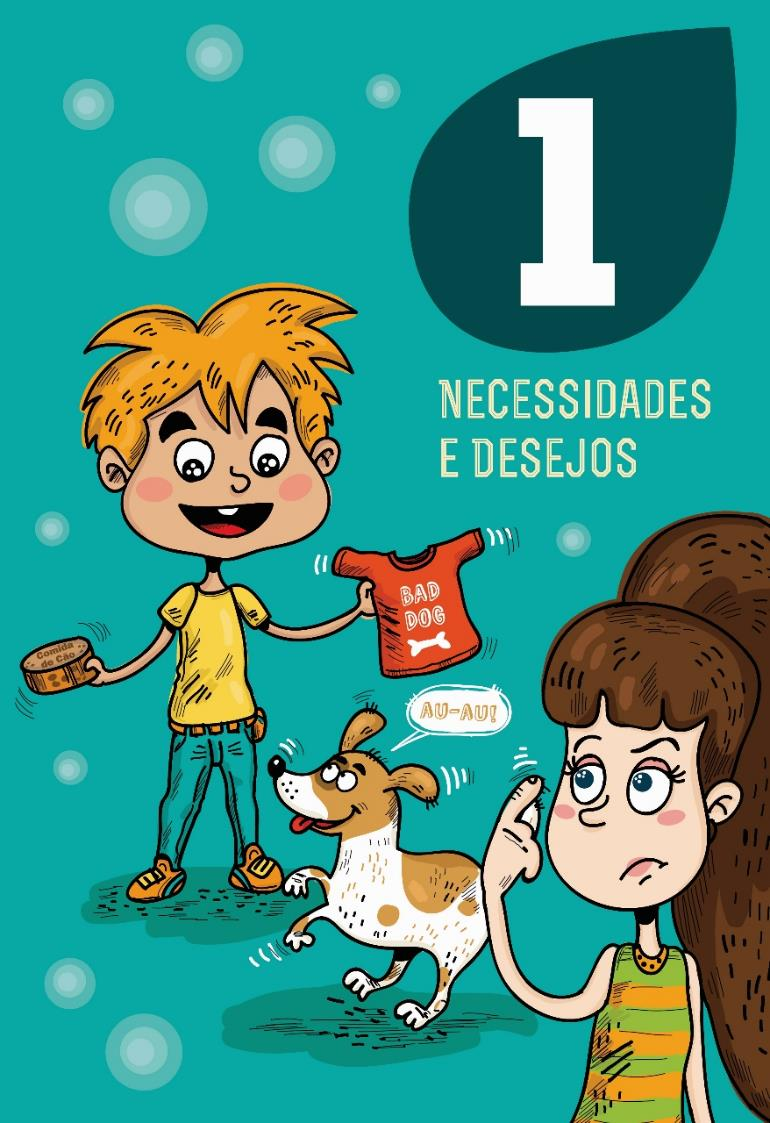 1
NECESSIDADES
E DESEJOS
BAD
DOG
Comida
de Cão
AU-AU!